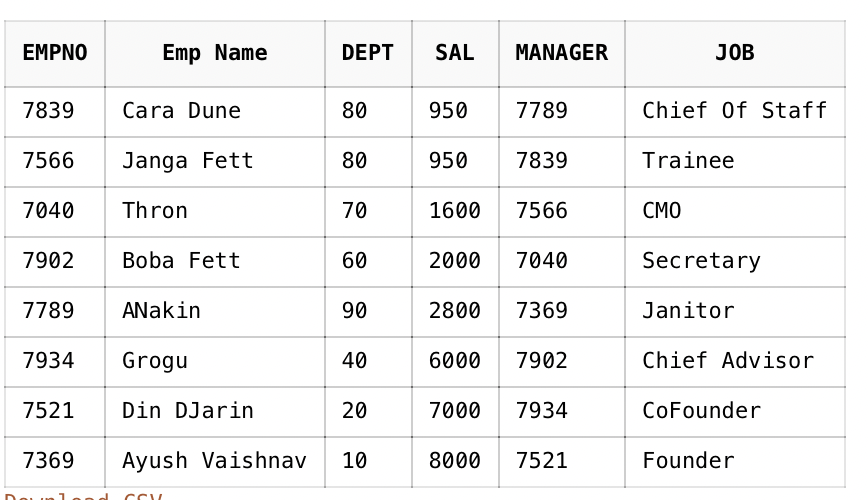 EMPNO Emp Name DEPT SAL MANAGER JOB
7839 Cara Dune 80 950 7789 Chief Of Staff
7566 Janga Fett 80 950 7839 Trainee
7040 Thron 70 1600 7566 CMO
7902 Boba Fett 60 2000 7040 Secretary
7789 ANakin 90 2800 7369 Janitor
7934 Grogu 40 6000 7902 Chief Advisor
7521 Din DJarin 20 7000 7934 CoFounder
7369 Ayush Vaishnav 10 8000 7521 Founder
Download CSV